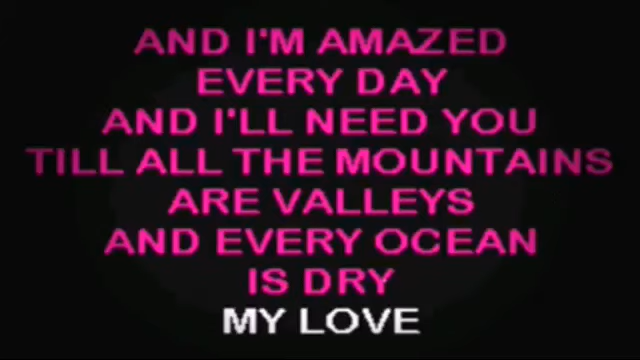 AND I'M AMAZED
EVERY DAY
AND I'LL NEED YOU
TILL ALL THE MOUNTAINS
ARE VALLEYS
AND EVERY OCEAN
IS DRY
MY LOVE